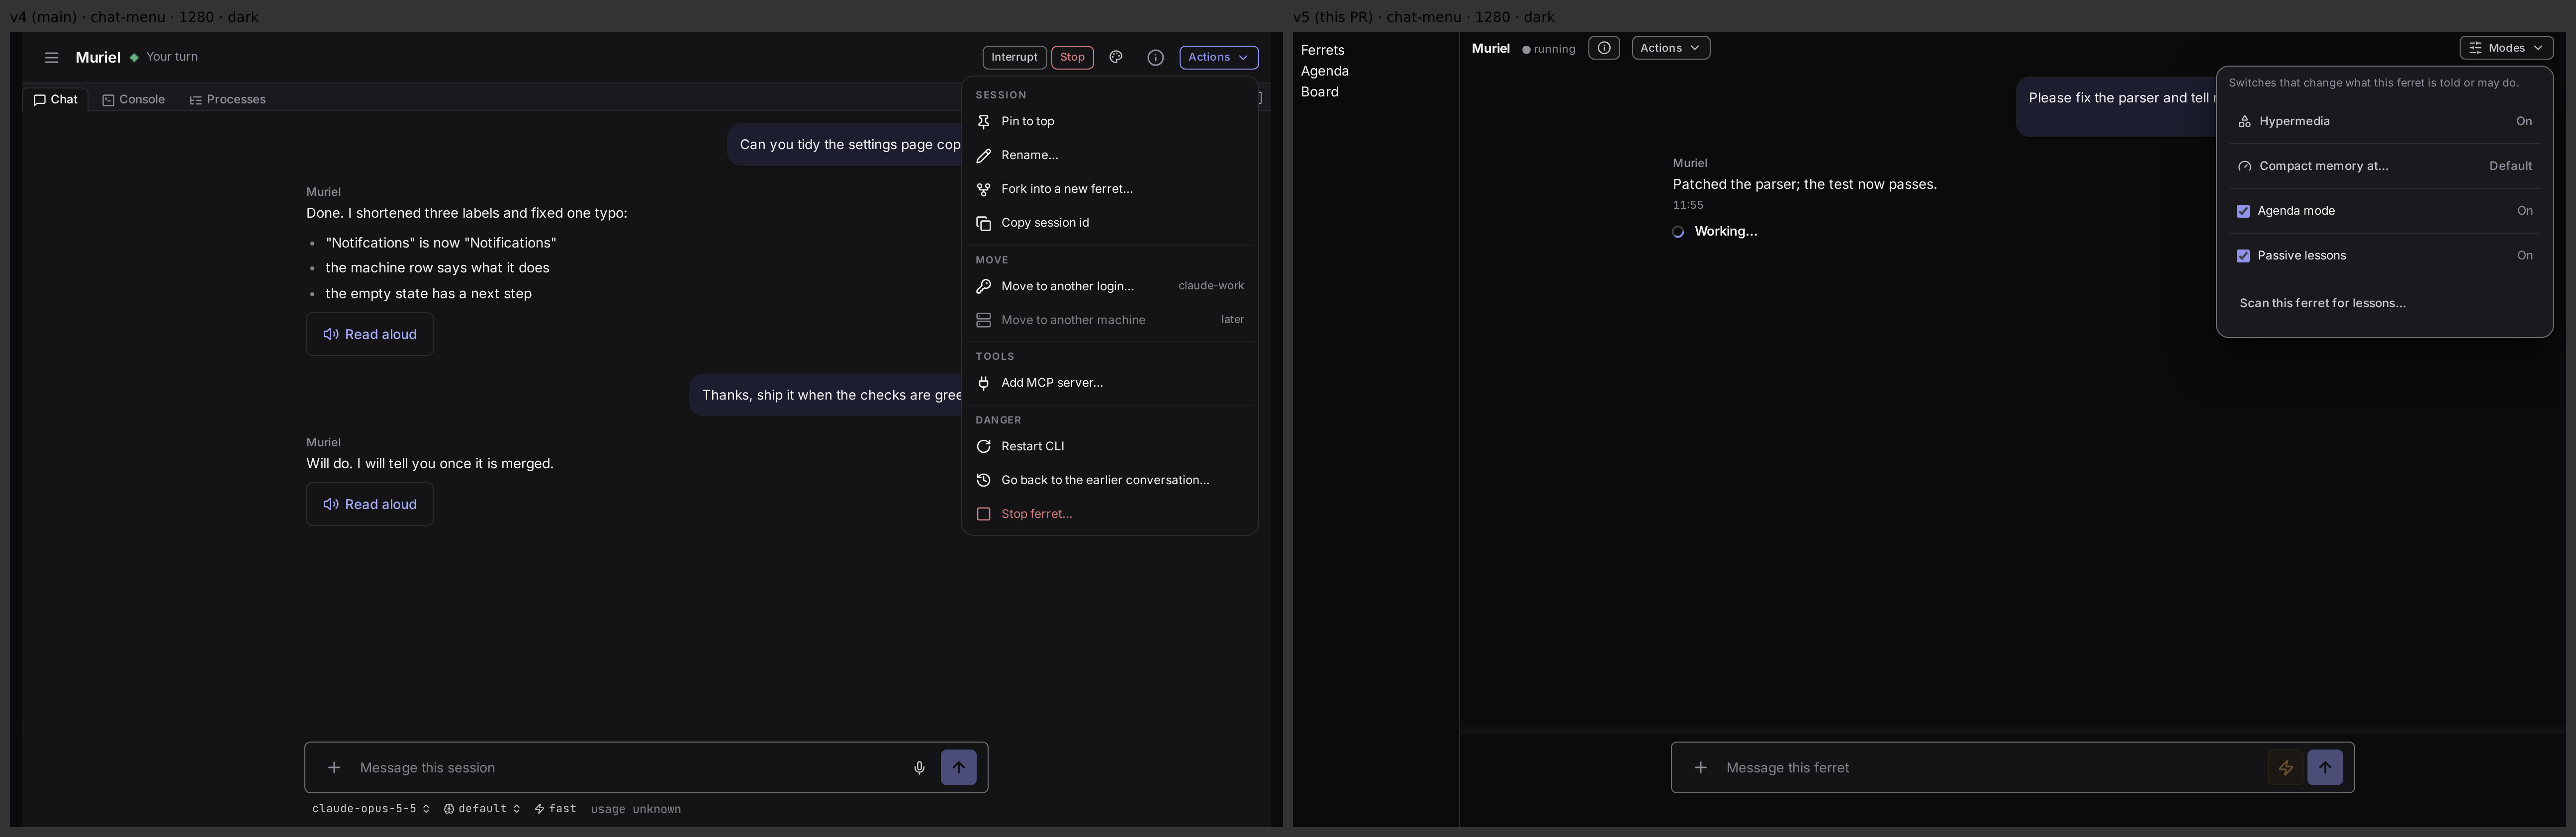 v4 (main) · chat-menu · 1280 · dark
Muriel Your turn
Interrupt Stop Actions
Chat Console Processes
Can you tidy the settings page cop
Muriel
Done. I shortened three labels and fixed one typo:
• "Notifcations" is now "Notifications"
• the machine row says what it does
• the empty state has a next step
Read aloud
Thanks, ship it when the checks are gree
Muriel
Will do. I will tell you once it is merged.
Read aloud
SESSION
Pin to top
Rename...
Fork into a new ferret...
Copy session id
MOVE
Move to another login... claude-work
Move to another machine later
TOOLS
Add MCP server...
DANGER
Restart CLI
Go back to the earlier conversation...
Stop ferret...
Message this session
claude-opus-5-5 default fast usage unknown
v5 (this PR) · chat-menu · 1280 · dark
Ferrets
Agenda
Board
Muriel running Actions Modes
Please fix the parser and tell
Muriel
Patched the parser; the test now passes.
11:55
Working...
Switches that change what this ferret is told or may do.
Hypermedia On
Compact memory at... Default
Agenda mode On
Passive lessons On
Scan this ferret for lessons...
Message this ferret